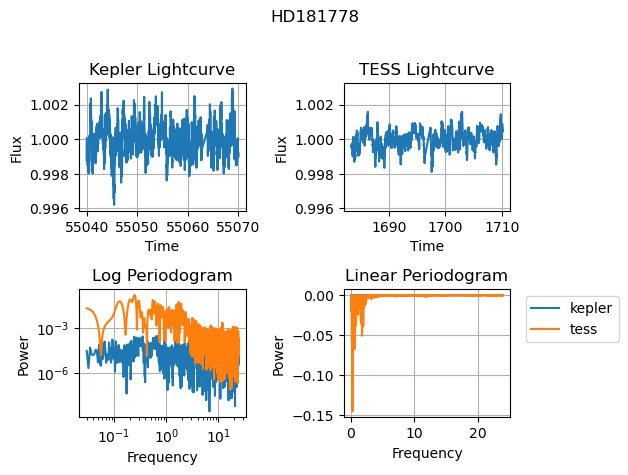 HD181778
Kepler Lightcurve
1.002
1.000
0.998
0.996
Flux
55040 55050 55060 55070
Time
TESS Lightcurve
1.002
1.000
0.998
0.996
Flux
1690 1700 1710
Time
Log Periodogram
10⁻³
10⁻⁶
Power
10⁻¹ 10⁰ 10¹
Frequency
Linear Periodogram
0.00
−0.05
−0.10
−0.15
Power
0 10 20
Frequency
kepler
tess